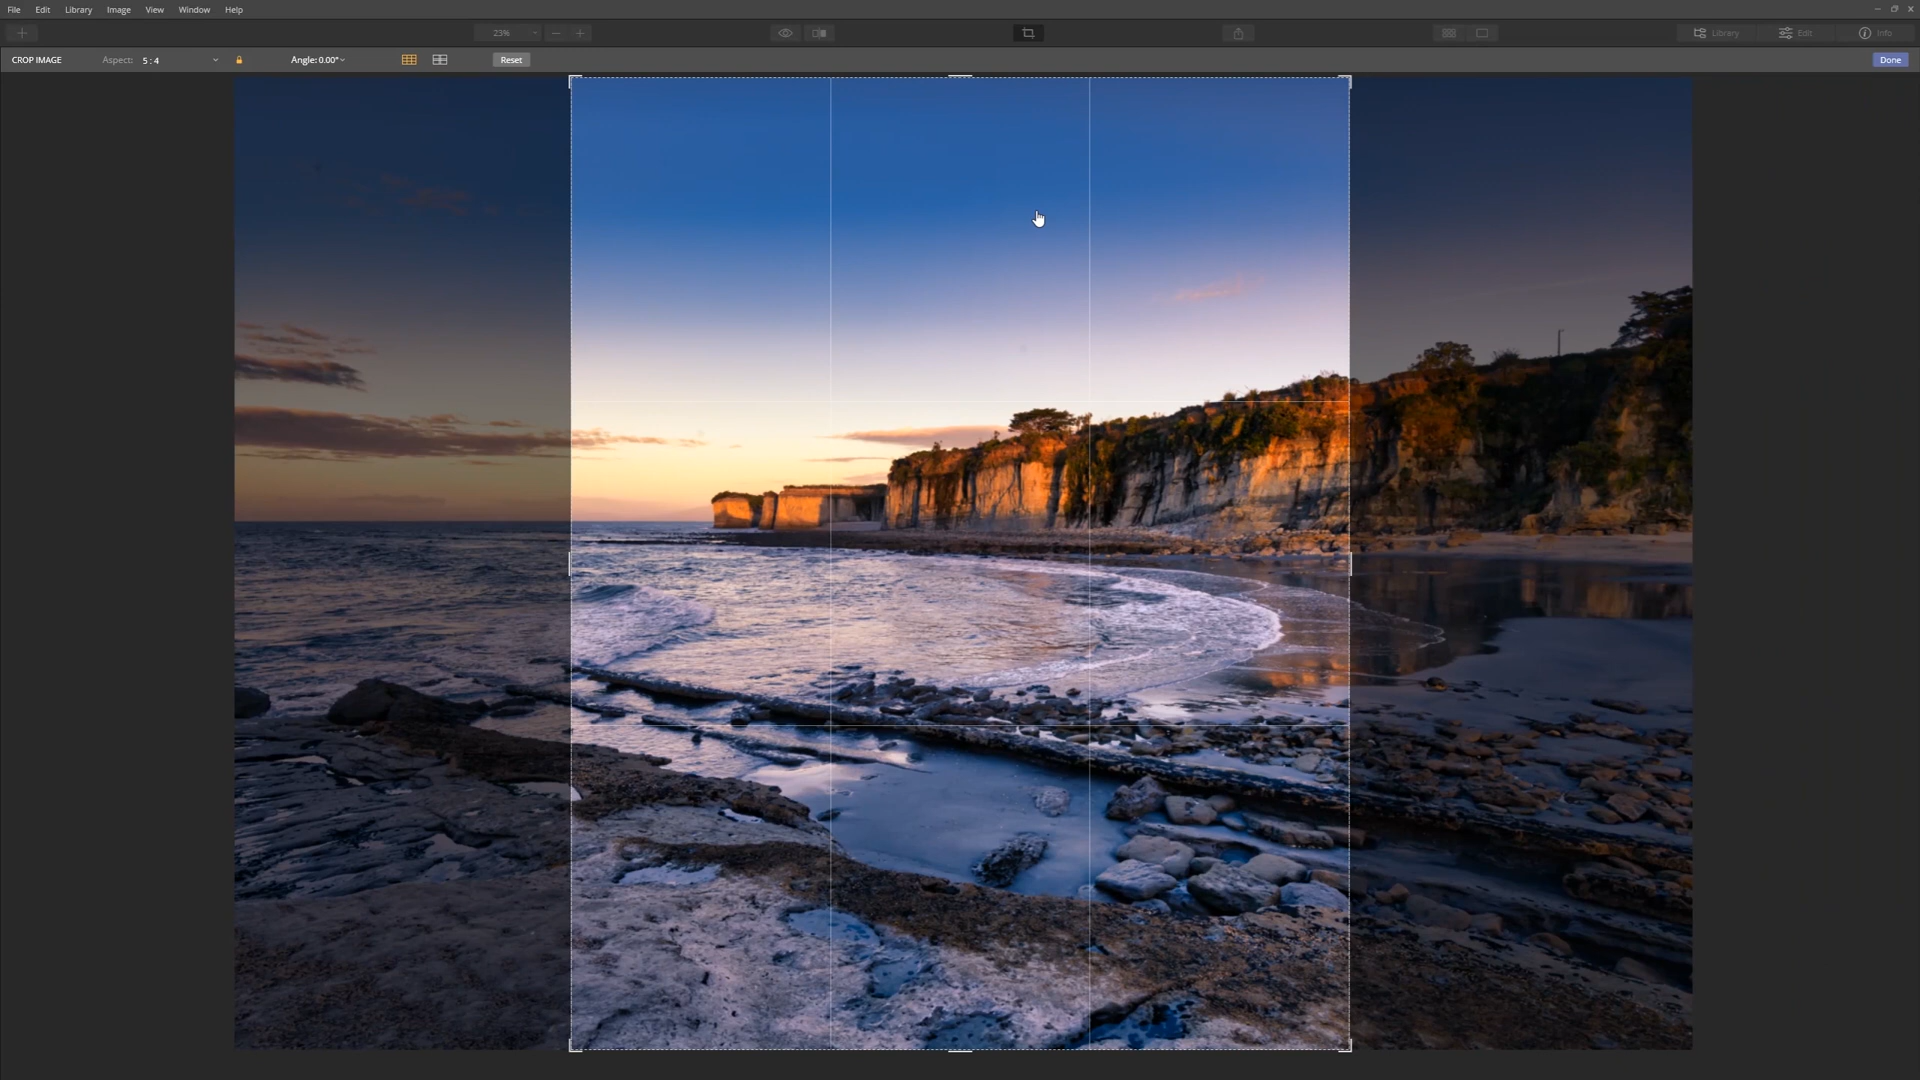 File Edit Library Image View Window Help
23% Library Edit Info
CROP IMAGE Aspect: 5 : 4 Angle: 0.00° Reset Done